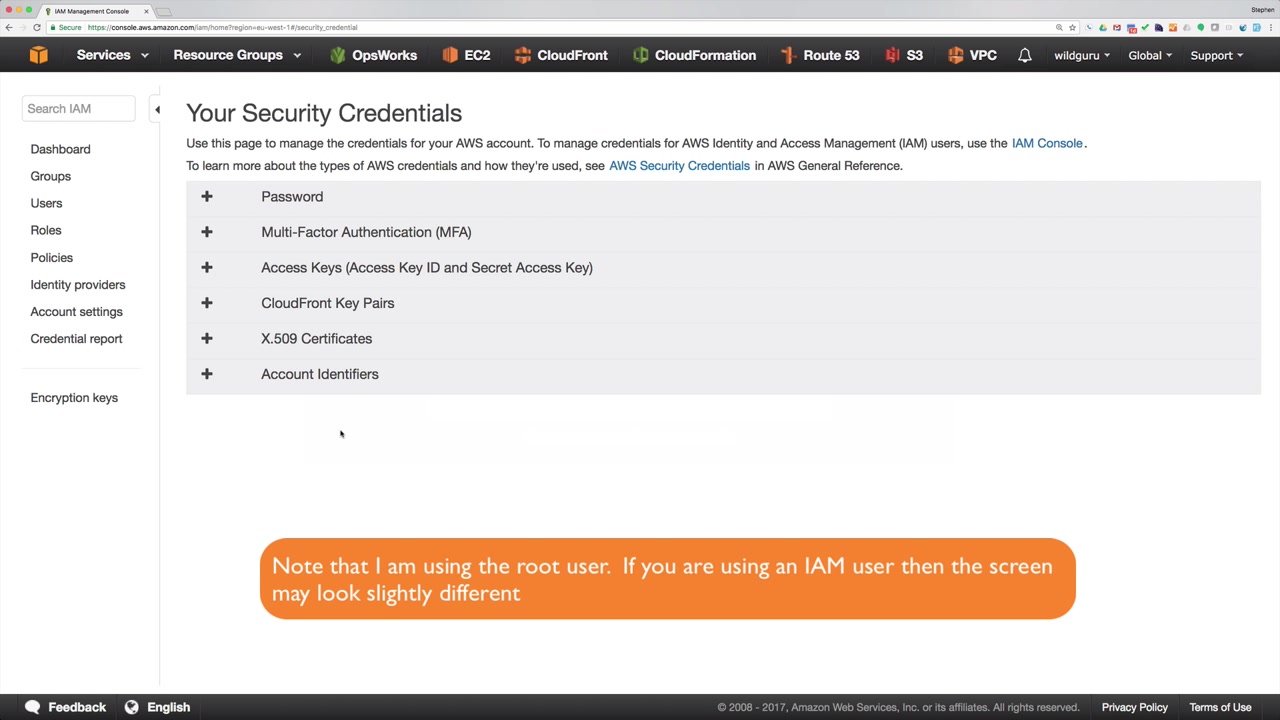 IAM Management Console
Stephen
Secure https://console.aws.amazon.com/iam/home?region=eu-west-1#/security_credential
Services Resource Groups OpsWorks EC2 CloudFront CloudFormation Route 53 S3 VPC wildguru Global Support
Search IAM
Dashboard
Groups
Users
Roles
Policies
Identity providers
Account settings
Credential report
Encryption keys
Your Security Credentials
Use this page to manage the credentials for your AWS account. To manage credentials for AWS Identity and Access Management (IAM) users, use the IAM Console.
To learn more about the types of AWS credentials and how they're used, see AWS Security Credentials in AWS General Reference.
Password
Multi-Factor Authentication (MFA)
Access Keys (Access Key ID and Secret Access Key)
CloudFront Key Pairs
X.509 Certificates
Account Identifiers
Note that I am using the root user. If you are using an IAM user then the screen
may look slightly different
Feedback English © 2008 - 2017, Amazon Web Services, Inc. or its affiliates. All rights reserved. Privacy Policy Terms of Use